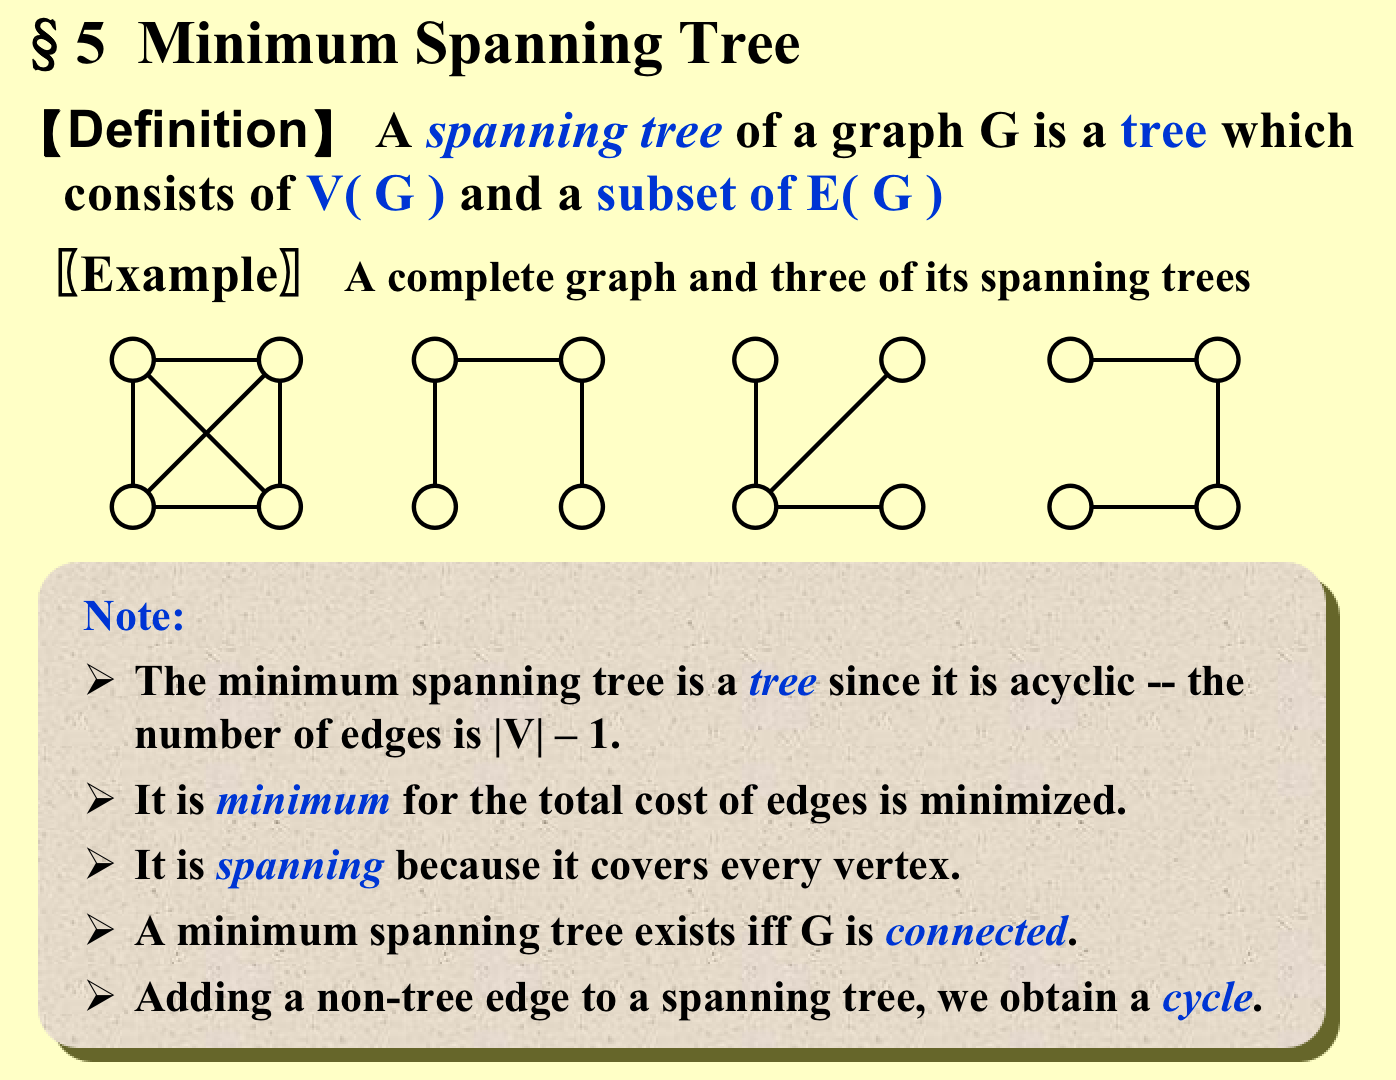 § 5 Minimum Spanning Tree
【Definition】 A spanning tree of a graph G is a tree which
consists of V( G ) and a subset of E( G )
〖Example〗 A complete graph and three of its spanning trees
Note:
➢ The minimum spanning tree is a tree since it is acyclic -- the
number of edges is |V| – 1.
➢ It is minimum for the total cost of edges is minimized.
➢ It is spanning because it covers every vertex.
➢ A minimum spanning tree exists iff G is connected.
➢ Adding a non-tree edge to a spanning tree, we obtain a cycle.